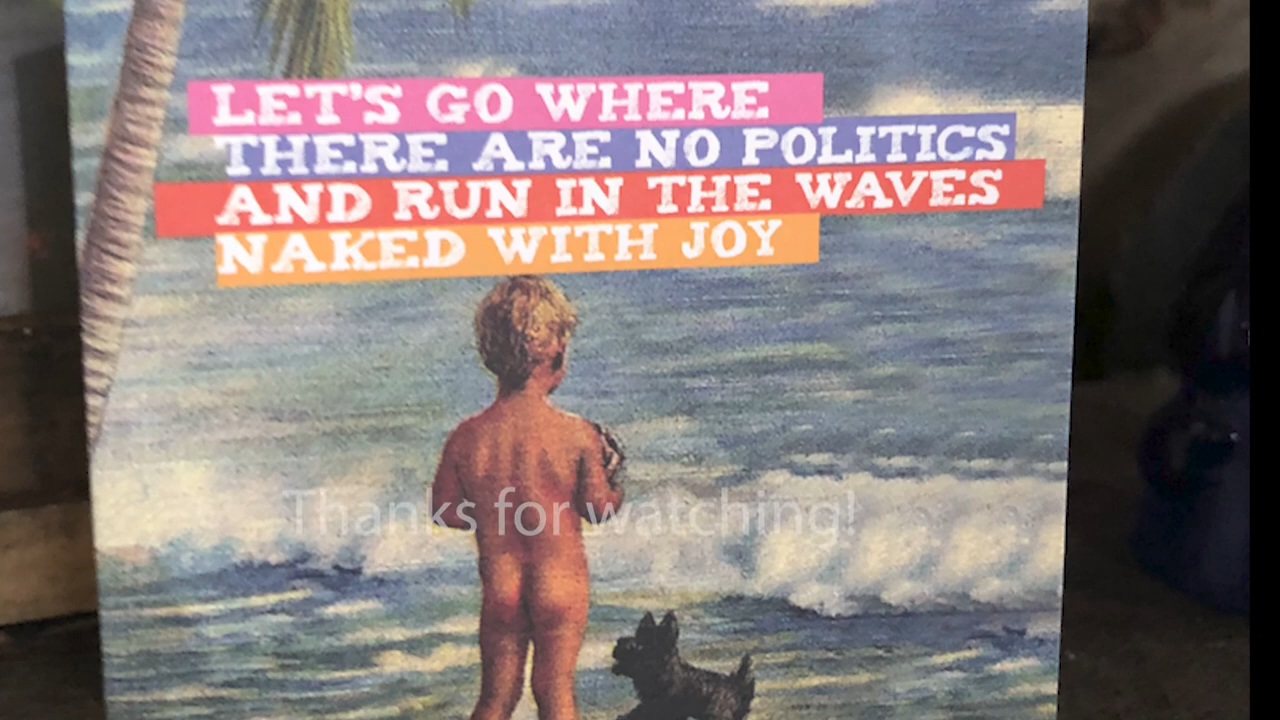 LET'S GO WHERE
THERE ARE NO POLITICS
AND RUN IN THE WAVES
NAKED WITH JOY
Thanks for watching!